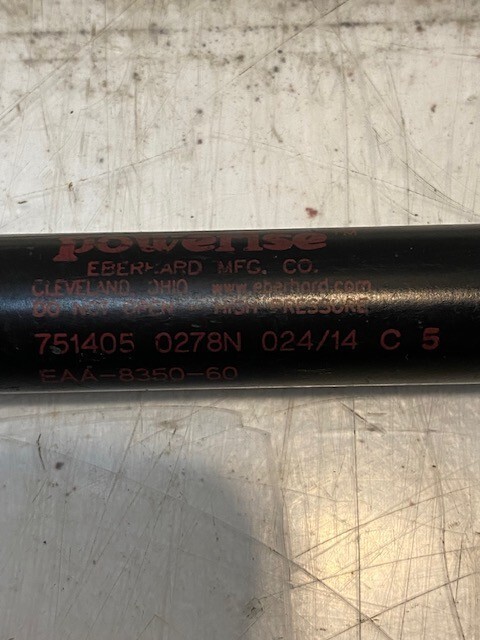 powerise
EBERHARD MFG. CO.
CLEVELAND, OHIO www.eberhard.com
DO NOT OPEN - HIGH PRESSURE
751405 0278N 024/14 C 5
EAA-8350-60